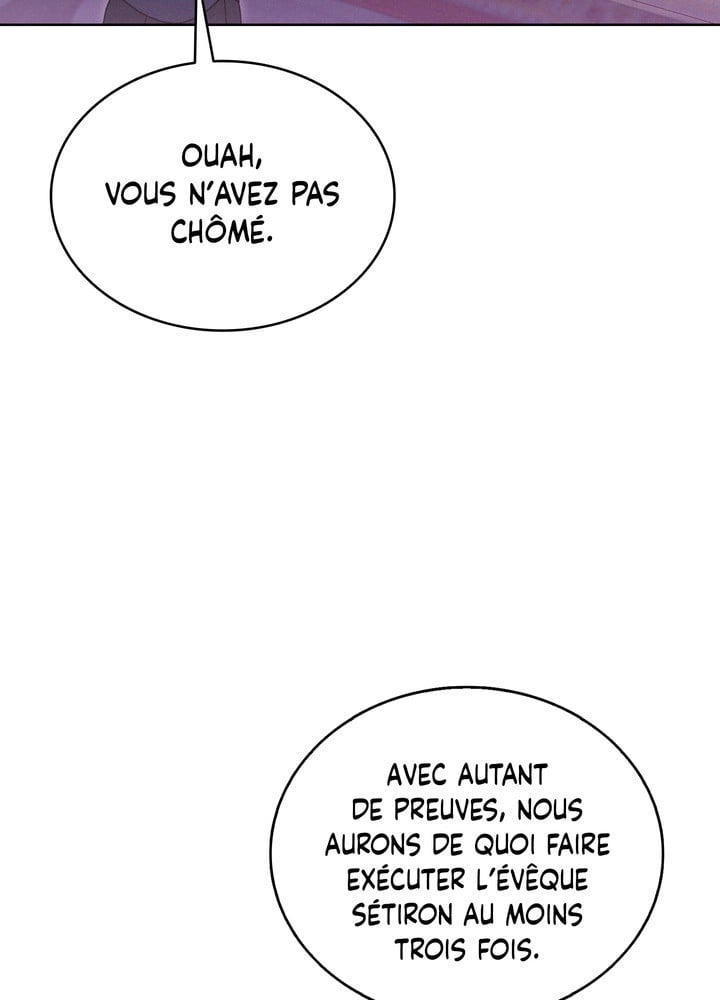 OUAH,
VOUS N'AVEZ PAS
CHÔMÉ.
AVEC AUTANT
DE PREUVES, NOUS
AURONS DE QUOI FAIRE
EXÉCUTER L'ÉVÊQUE
SÉTIRON AU MOINS
TROIS FOIS.